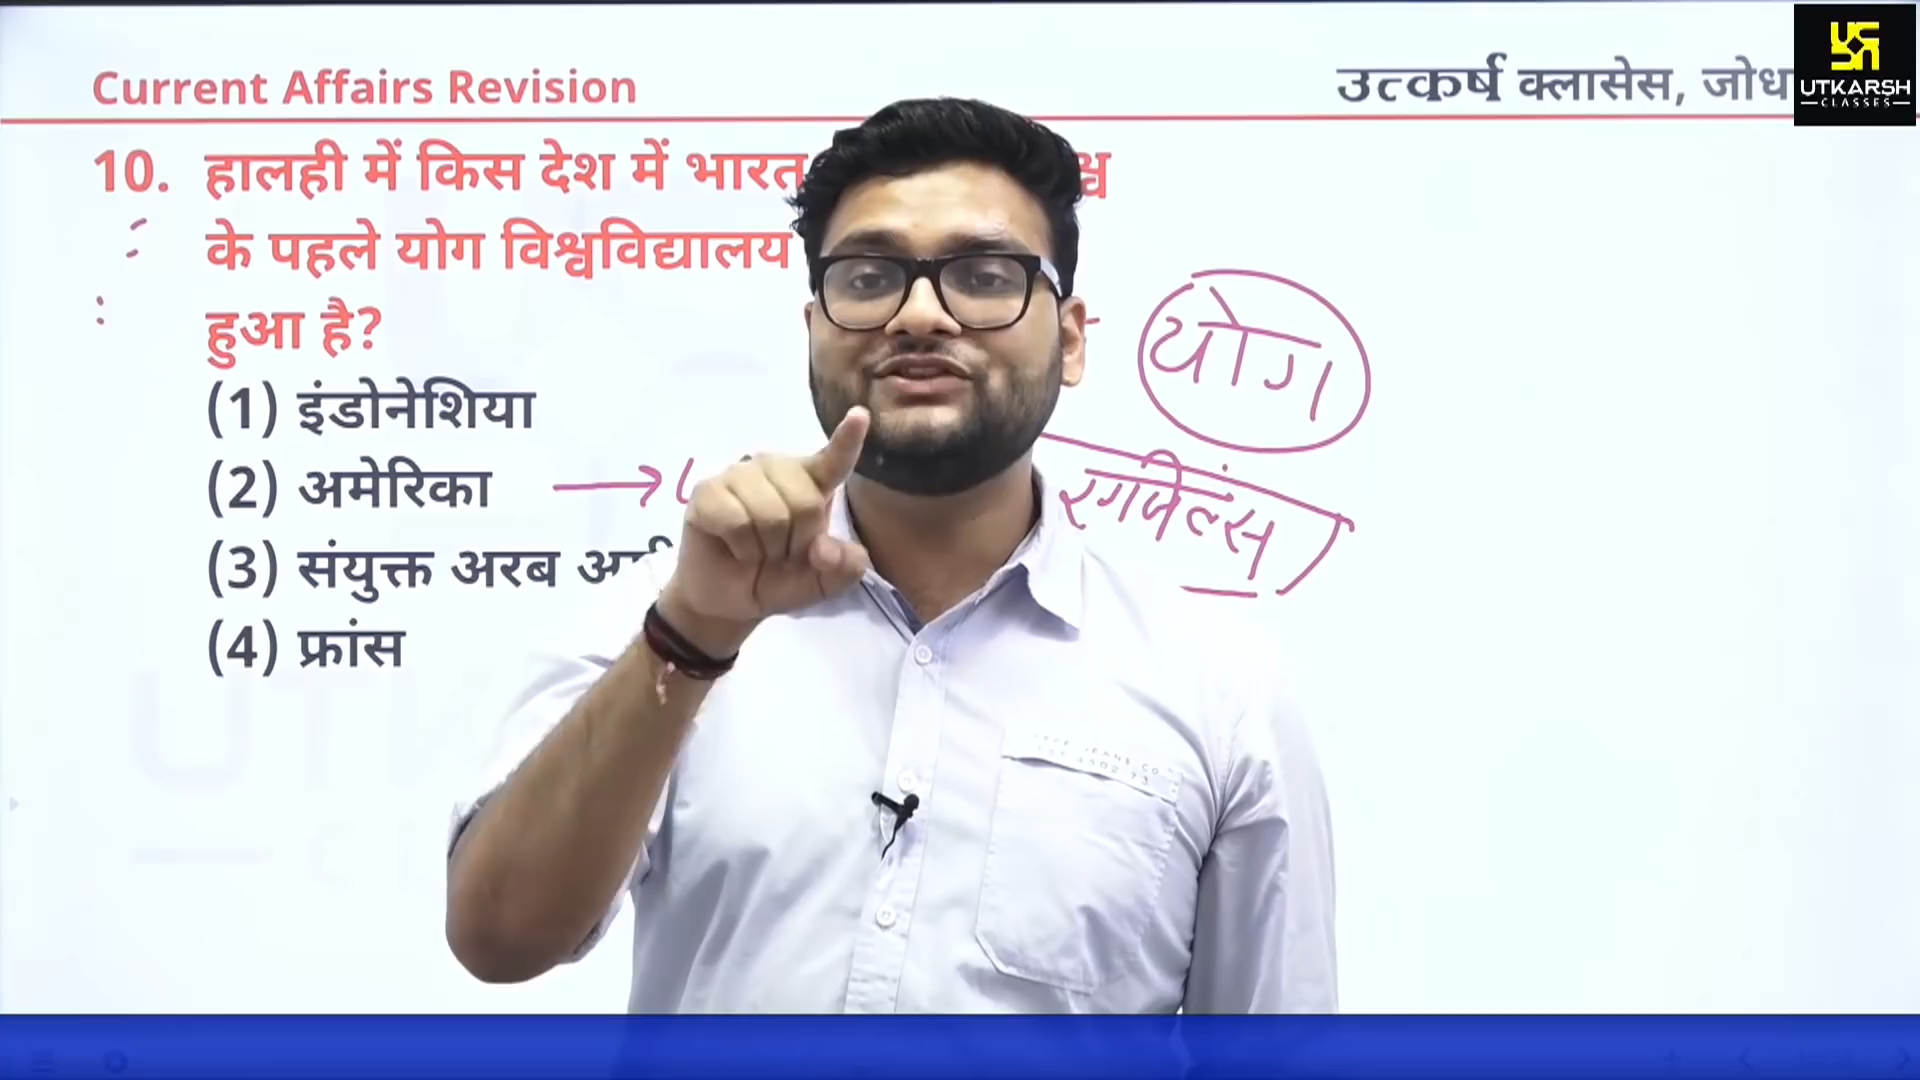 Current Affairs Revision
उत्कर्ष क्लासेस, जोध
UTKARSH
CLASSES
10. हालही में किस देश में भारत
के पहले योग विश्वविद्यालय
हुआ है?
योग
(1) इंडोनेशिया
(2) अमेरिका
(3) संयुक्त अरब
(4) फ्रांस